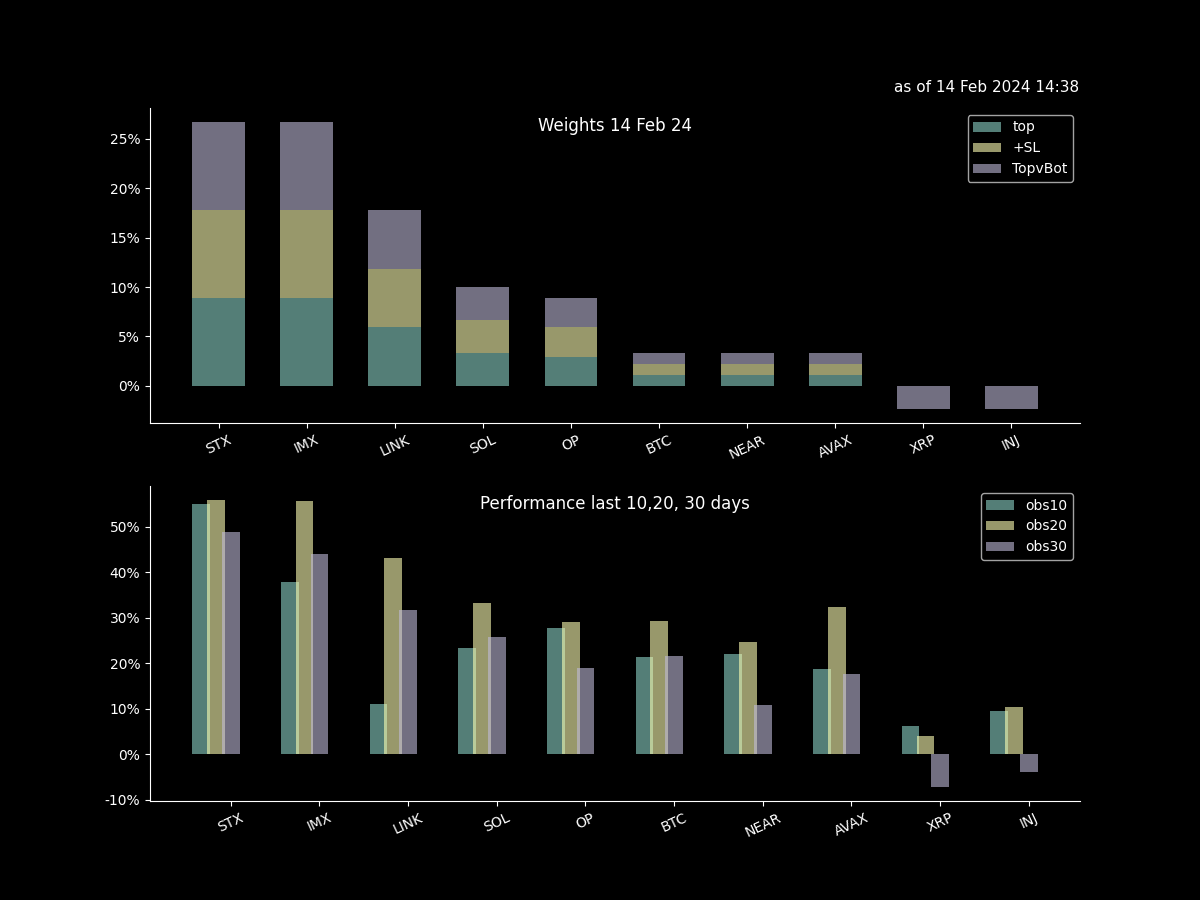 as of 14 Feb 2024 14:38
Weights 14 Feb 24
top
+SL
TopvBot
25%
20%
15%
10%
5%
0%
STX IMX LINK SOL OP BTC NEAR AVAX XRP INJ
Performance last 10,20, 30 days
obs10
obs20
obs30
50%
40%
30%
20%
10%
0%
-10%
STX IMX LINK SOL OP BTC NEAR AVAX XRP INJ